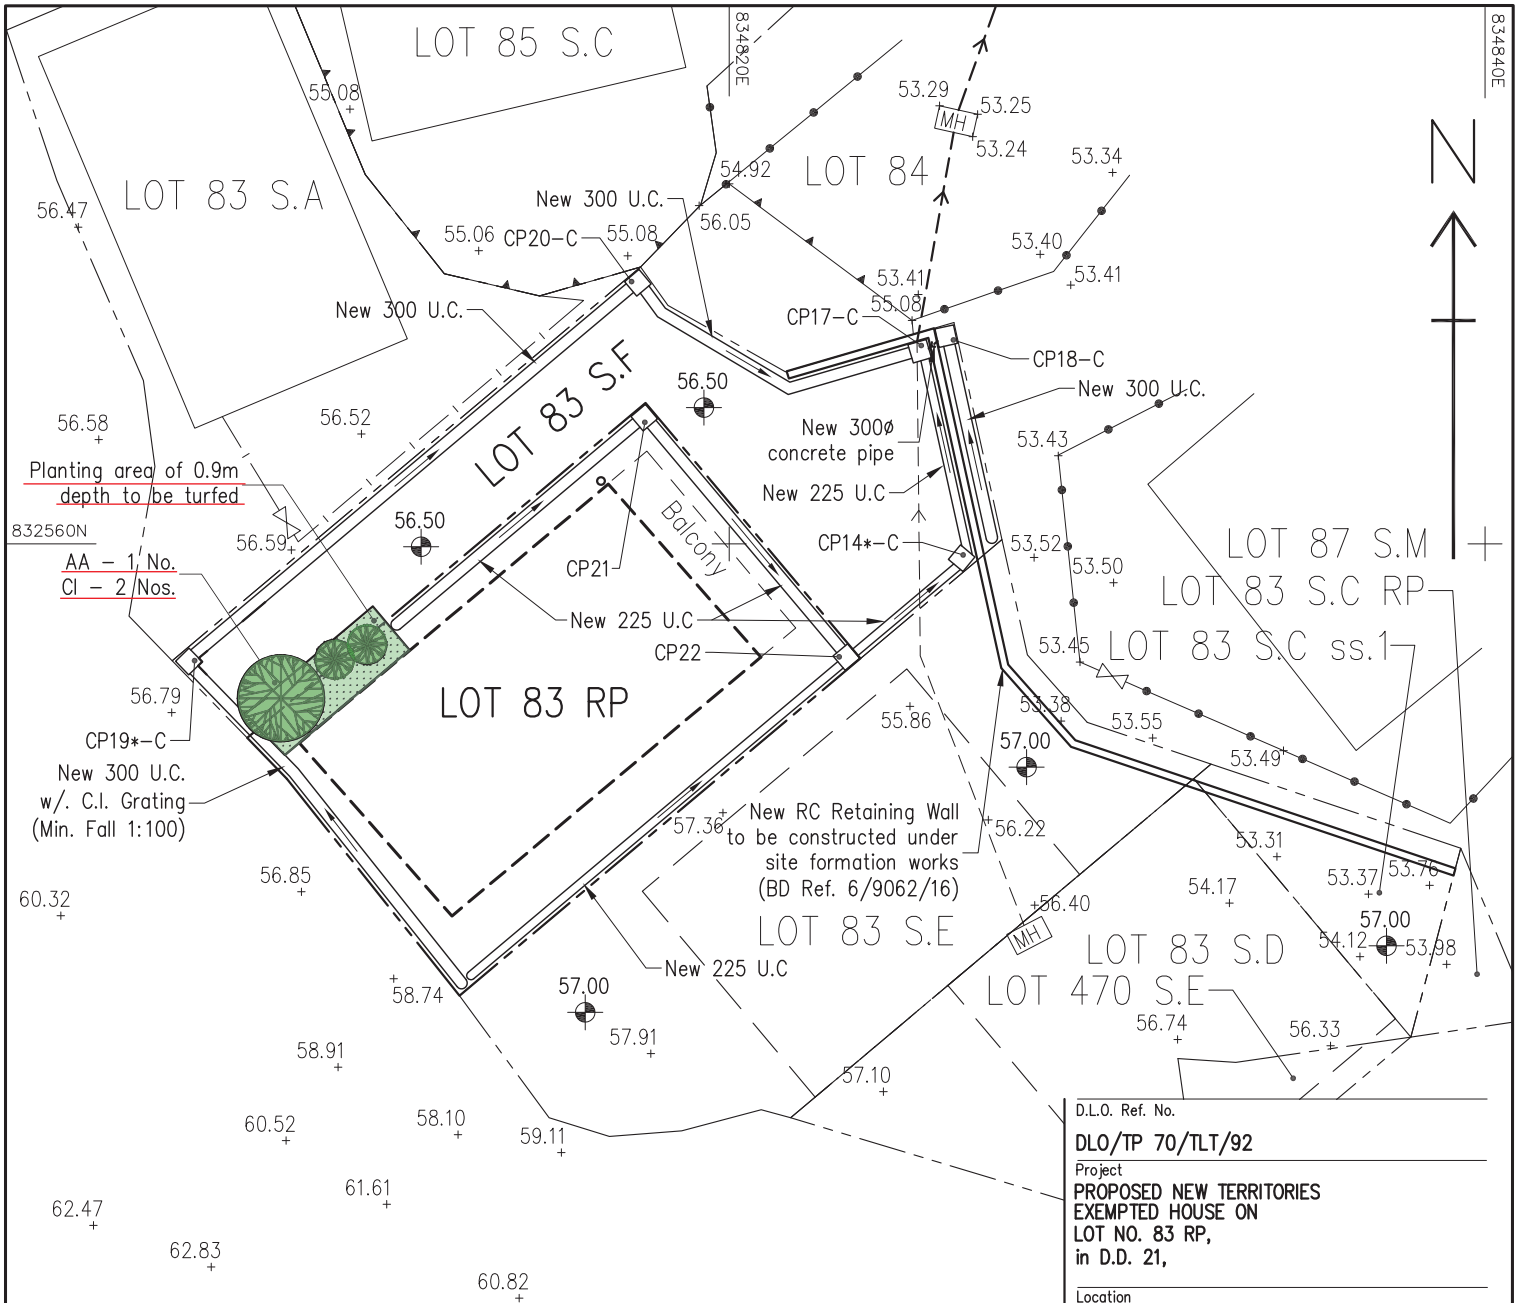 LOT 85 S.C
834820E
834840E
55.08
53.29
53.25
MH
53.24
54.92
53.34
LOT 84
N
LOT 83 S.A
New 300 U.C.
56.47
56.05
55.06
CP20-C
55.08
53.40
53.41
53.41
55.08
New 300 U.C.
CP17-C
CP18-C
LOT 83 S.F
56.50
New 300 U.C.
56.58
56.52
New 300ø
concrete pipe
53.43
Planting area of 0.9m
depth to be turfed
New 225 U.C
832560N
56.59
56.50
Balcony
CP14*-C
53.52
LOT 87 S.M
AA - 1 No.
CI - 2 Nos.
CP21
53.50
LOT 83 S.C RP
New 225 U.C
CP22
53.45
LOT 83 S.C ss.1
56.79
LOT 83 RP
55.86
53.38
53.55
CP19*-C
57.00
53.49
New 300 U.C.
w/. C.I. Grating
(Min. Fall 1:100)
57.36
New RC Retaining Wall
to be constructed under
site formation works
(BD Ref. 6/9062/16)
56.22
53.31
56.85
54.17
53.37
53.76
60.32
56.40
57.00
LOT 83 S.E
MH
LOT 83 S.D
54.12
53.98
New 225 U.C
58.74
57.00
LOT 470 S.E
57.91
56.74
56.33
58.91
57.10
60.52
58.10
59.11
D.L.O. Ref. No.
DLO/TP 70/TLT/92
Project
PROPOSED NEW TERRITORIES
EXEMPTED HOUSE ON
LOT NO. 83 RP,
in D.D. 21,
61.61
62.47
62.83
60.82
Location